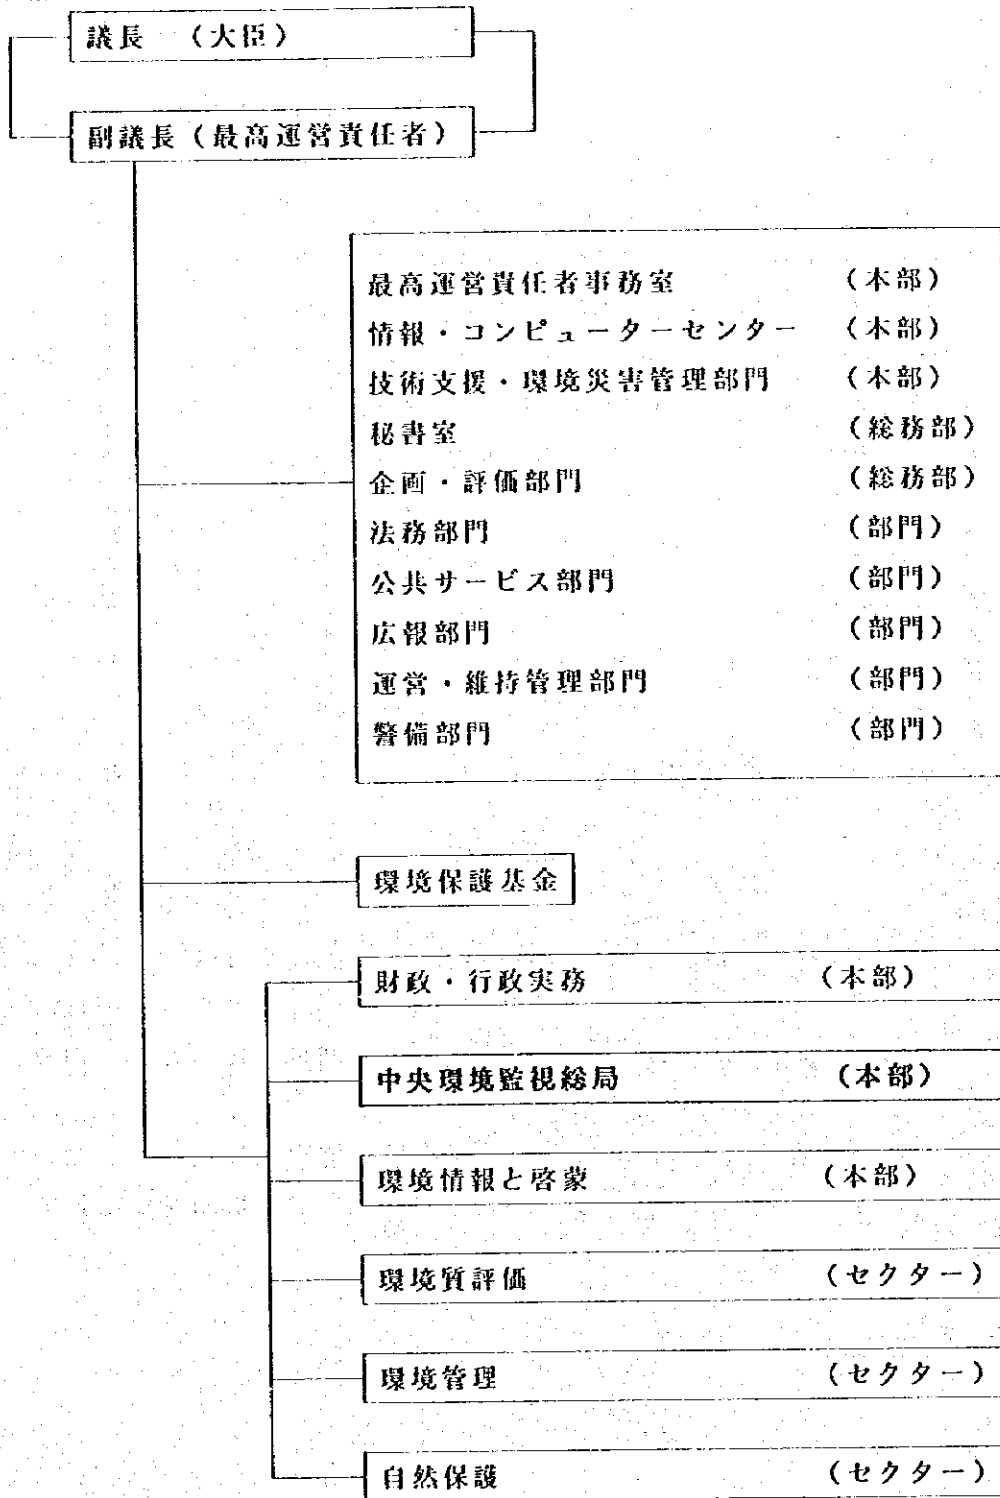 議長 （大臣）
副議長（最高運営責任者）
最高運営責任者事務室 （本部）
情報・コンピューターセンター （本部）
技術支援・環境災害管理部門 （本部）
秘書室 （総務部）
企画・評価部門 （総務部）
法務部門 （部門）
公共サービス部門 （部門）
広報部門 （部門）
運営・維持管理部門 （部門）
警備部門 （部門）
環境保護基金
財政・行政実務 （本部）
中央環境監視総局 （本部）
環境情報と啓蒙 （本部）
環境質評価 （セクター）
環境管理 （セクター）
自然保護 （セクター）